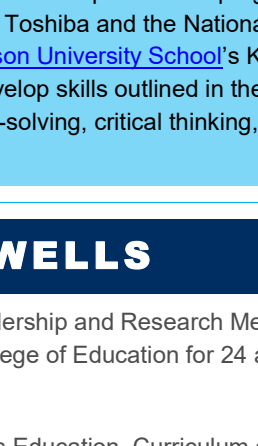 Toshiba and the Nationa
son University School's K
velop skills outlined in the
-solving, critical thinking,
WELLS
dership and Research Me
lege of Education for 24 a